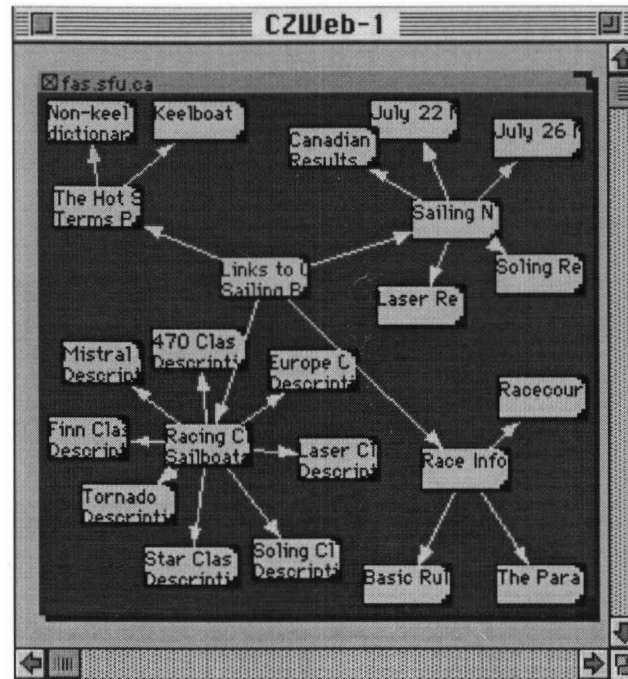 CZWeb-1
fas.sfu.ca
Non-keel
dictionar
Keelboat
July 22
Canadian
Results
July 26
The Hot S
Terms P
Sailing N
Links to
Sailing B
Soling Re
Laser Re
470 Clas
Descripti
Mistral
Descript
Europe C
Descripti
Racecour
Finn Clas
Descript
Racing Cl
Sailboat
Laser Cl
Descript
Race Info
Tornado
Descripti
Star Clas
Descripti
Soling Cl
Descripti
Basic Rul
The Para